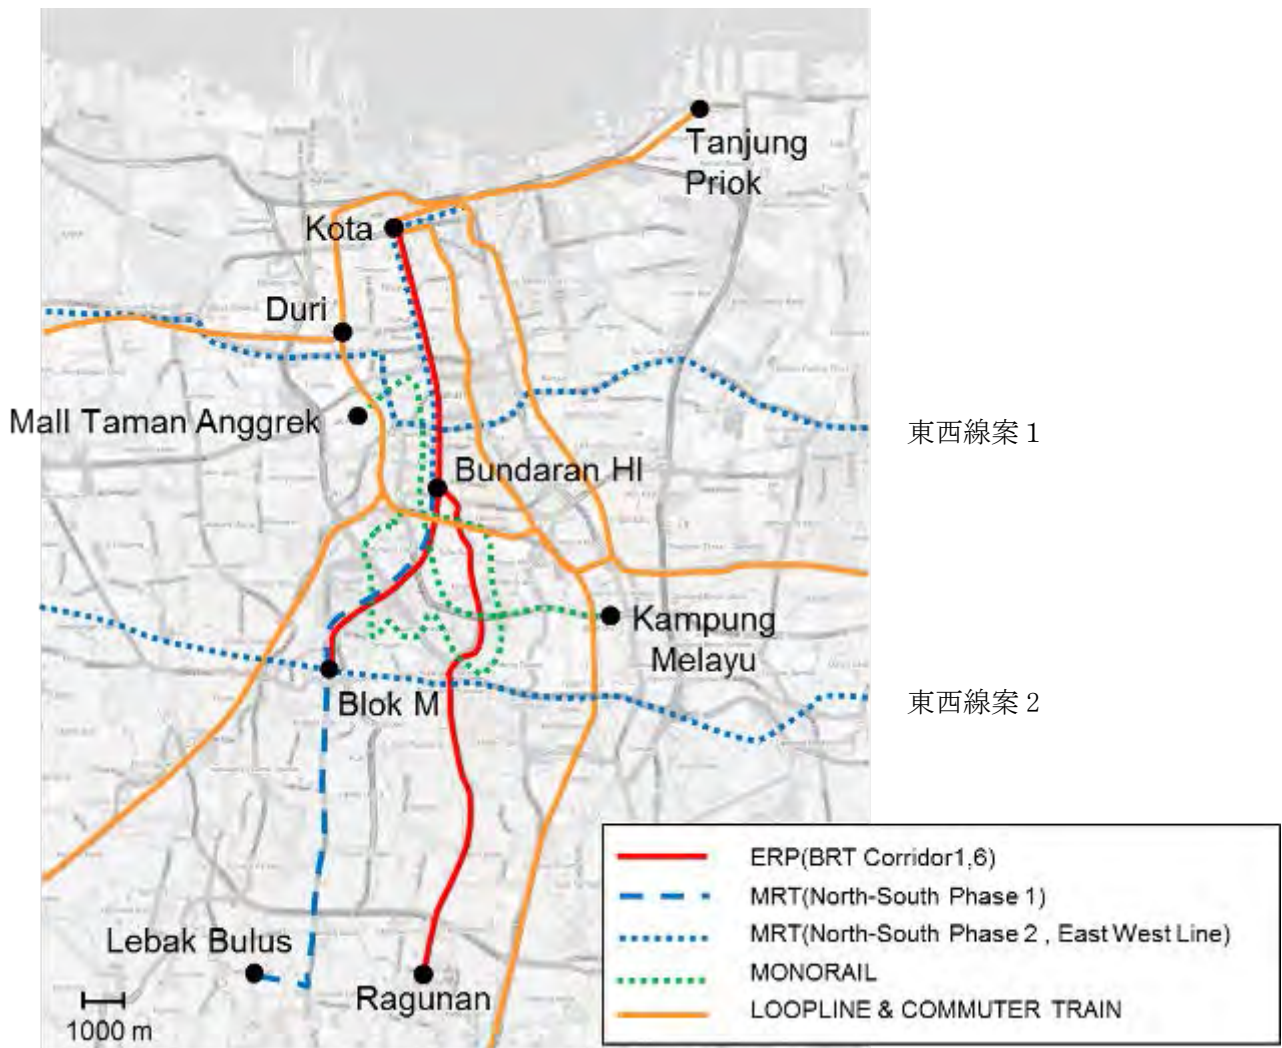 Tanjung
Priok
Kota
Duri
Mall Taman Anggrek
東西線案１
Bundaran HI
Kampung
Melayu
Blok M
東西線案２
ERP(BRT Corridor1,6)
MRT(North-South Phase 1)
MRT(North-South Phase 2 , East West Line)
MONORAIL
LOOPLINE & COMMUTER TRAIN
Lebak Bulus
Ragunan
1000 m